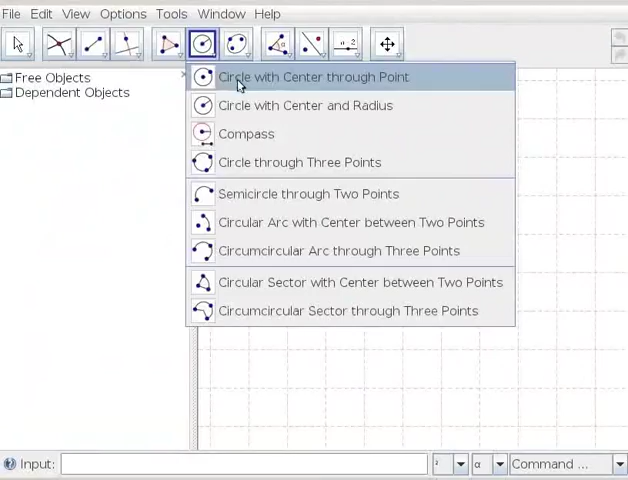 File Edit View Options Tools Window Help
Free Objects
Dependent Objects
Circle with Center through Point
Circle with Center and Radius
Compass
Circle through Three Points
Semicircle through Two Points
Circular Arc with Center between Two Points
Circumcircular Arc through Three Points
Circular Sector with Center between Two Points
Circumcircular Sector through Three Points
Input: ² α Command ...